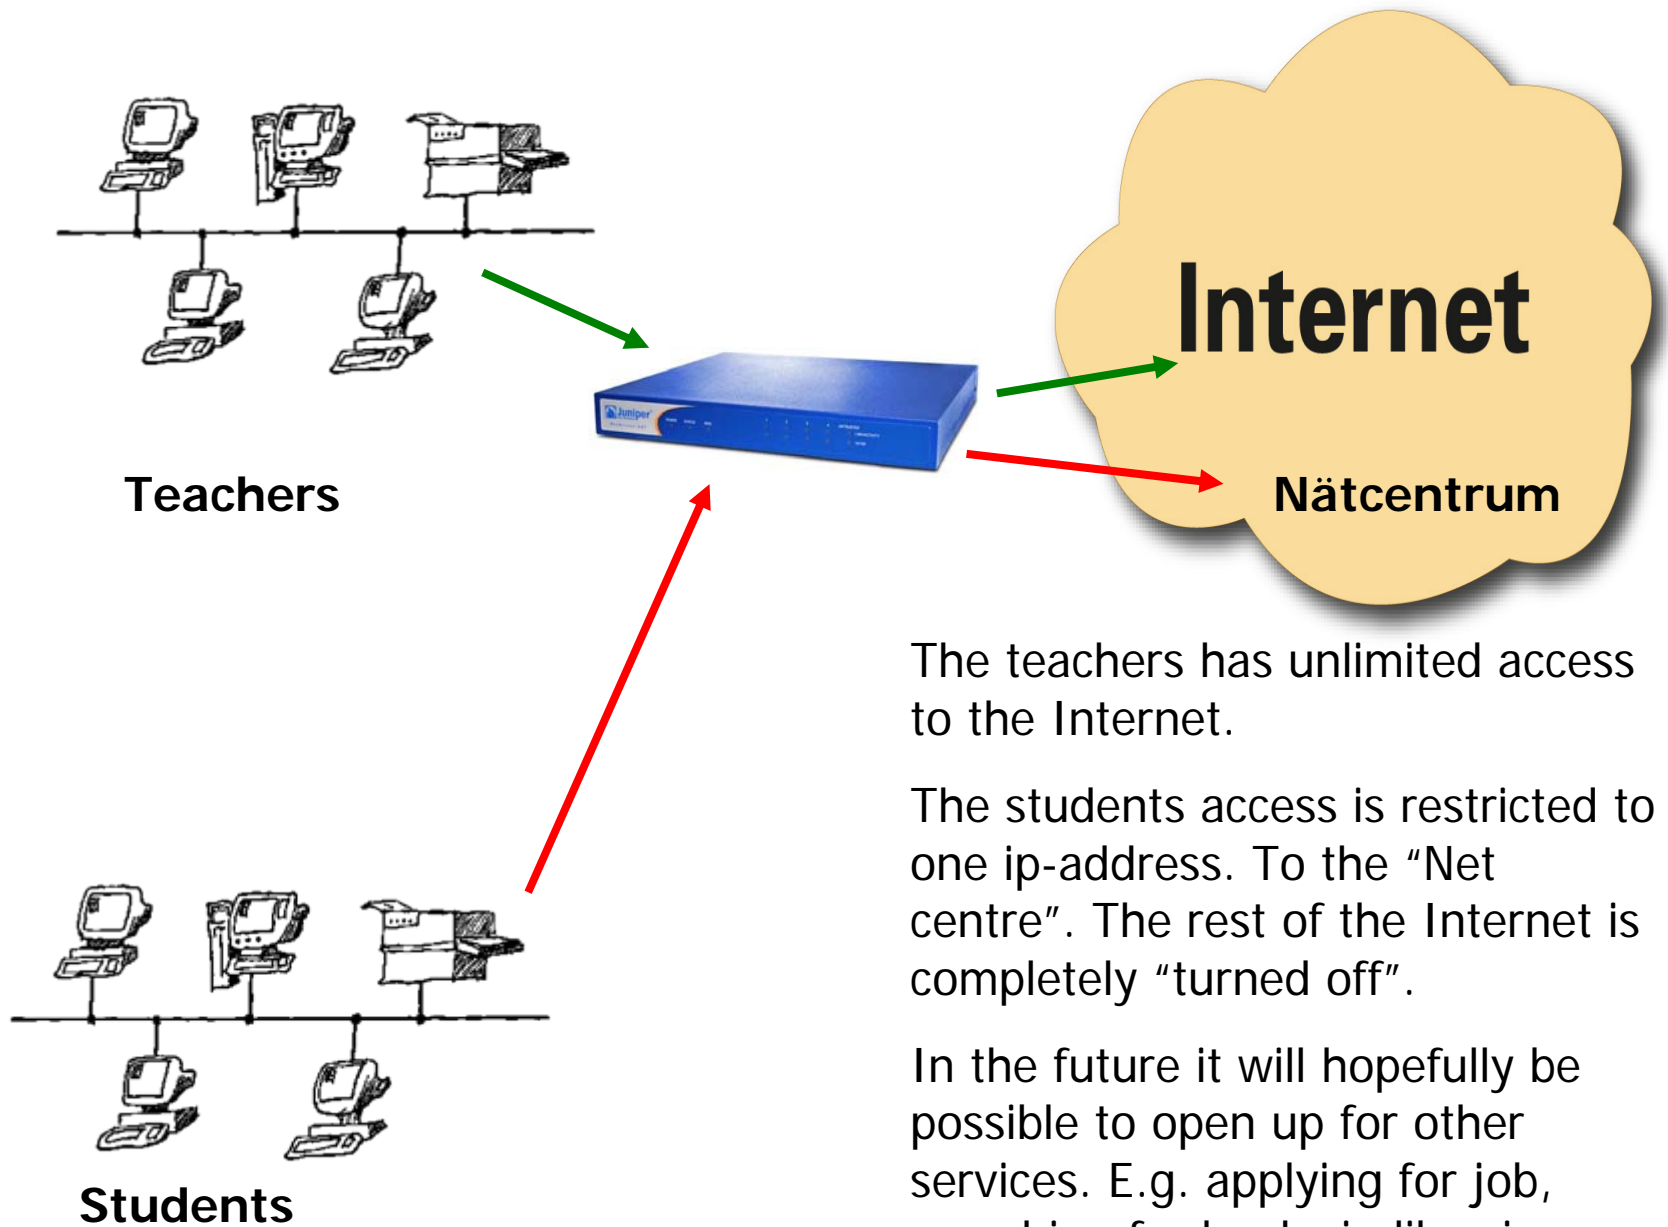 Internet
Juniper
Teachers
Nätcentrum
The teachers has unlimited access
to the Internet.
The students access is restricted to
one ip-address. To the “Net
centre”. The rest of the Internet is
completely “turned off”.
In the future it will hopefully be
possible to open up for other
services. E.g. applying for job,
Students